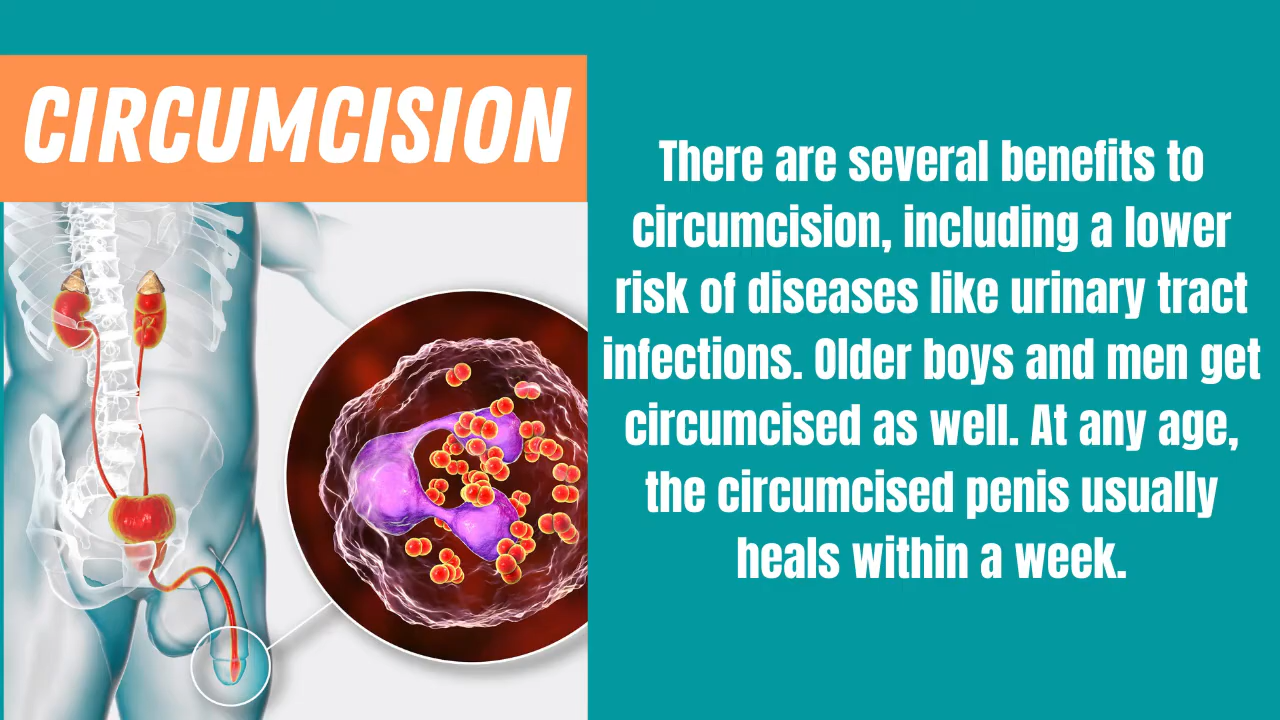 CIRCUMCISION
There are several benefits to
circumcision, including a lower
risk of diseases like urinary tract
infections. Older boys and men get
circumcised as well. At any age,
the circumcised penis usually
heals within a week.